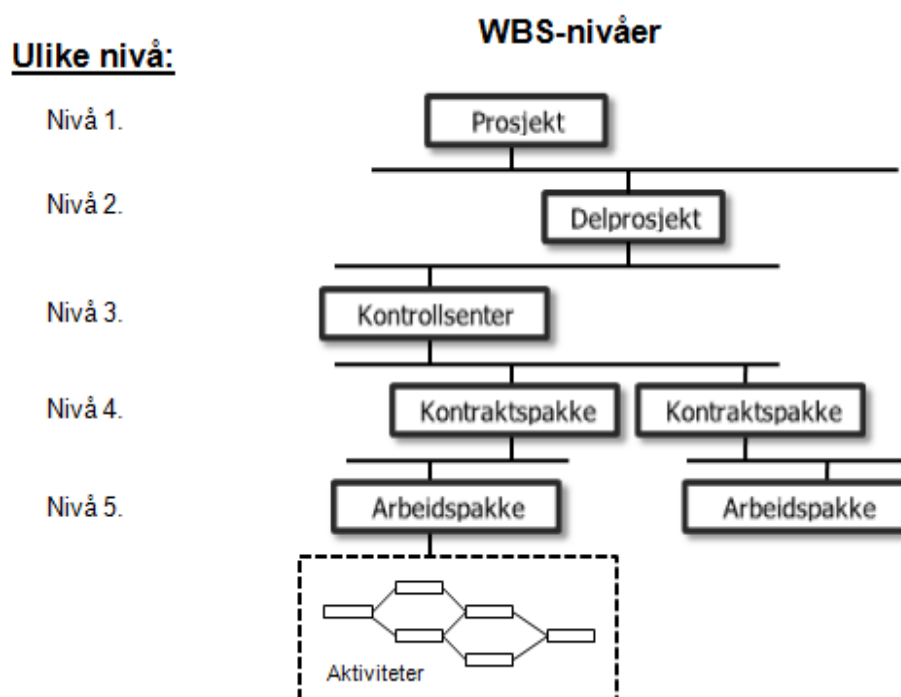 WBS-nivåer
Ulike nivå:
Nivå 1.
Prosjekt
Nivå 2.
Delprosjekt
Nivå 3.
Kontrollsenter
Nivå 4.
Kontraktspakke
Kontraktspakke
Nivå 5.
Arbeidspakke
Arbeidspakke
Aktiviteter